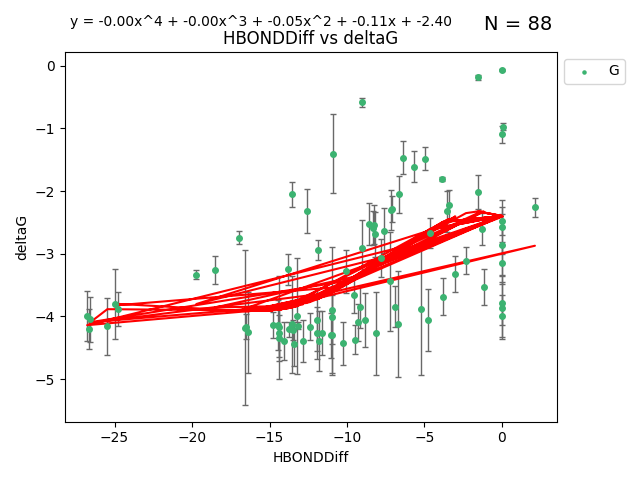 y = -0.00x^4 + -0.00x^3 + -0.05x^2 + -0.11x + -2.40
N = 88
HBONDDiff vs deltaG
G
0
−1
−2
−3
−4
−5
deltaG
−25 −20 −15 −10 −5 0
HBONDDiff